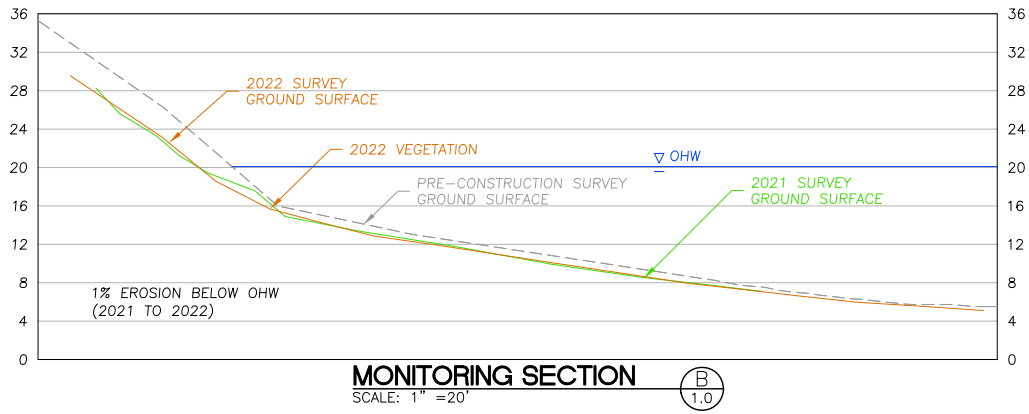 36
32
28
24
20
16
12
8
4
0
2022 SURVEY
GROUND SURFACE
2022 VEGETATION
OHW
PRE-CONSTRUCTION SURVEY
GROUND SURFACE
2021 SURVEY
GROUND SURFACE
1% EROSION BELOW OHW
(2021 TO 2022)
36
32
28
24
20
16
12
8
4
0
MONITORING SECTION
SCALE: 1" =20'
B
1.0